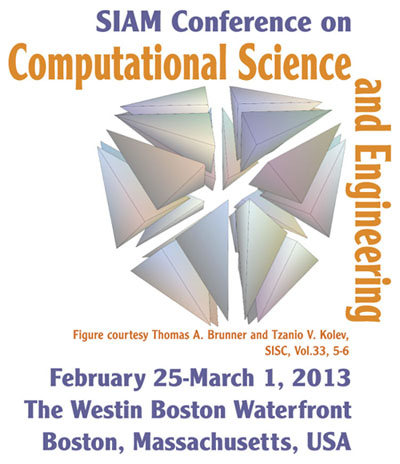 SIAM Conference on
Computational Science
and Engineering
Figure courtesy Thomas A. Brunner and Tzanio V. Kolev,
SISC, Vol.33, 5-6
February 25-March 1, 2013
The Westin Boston Waterfront
Boston, Massachusetts, USA